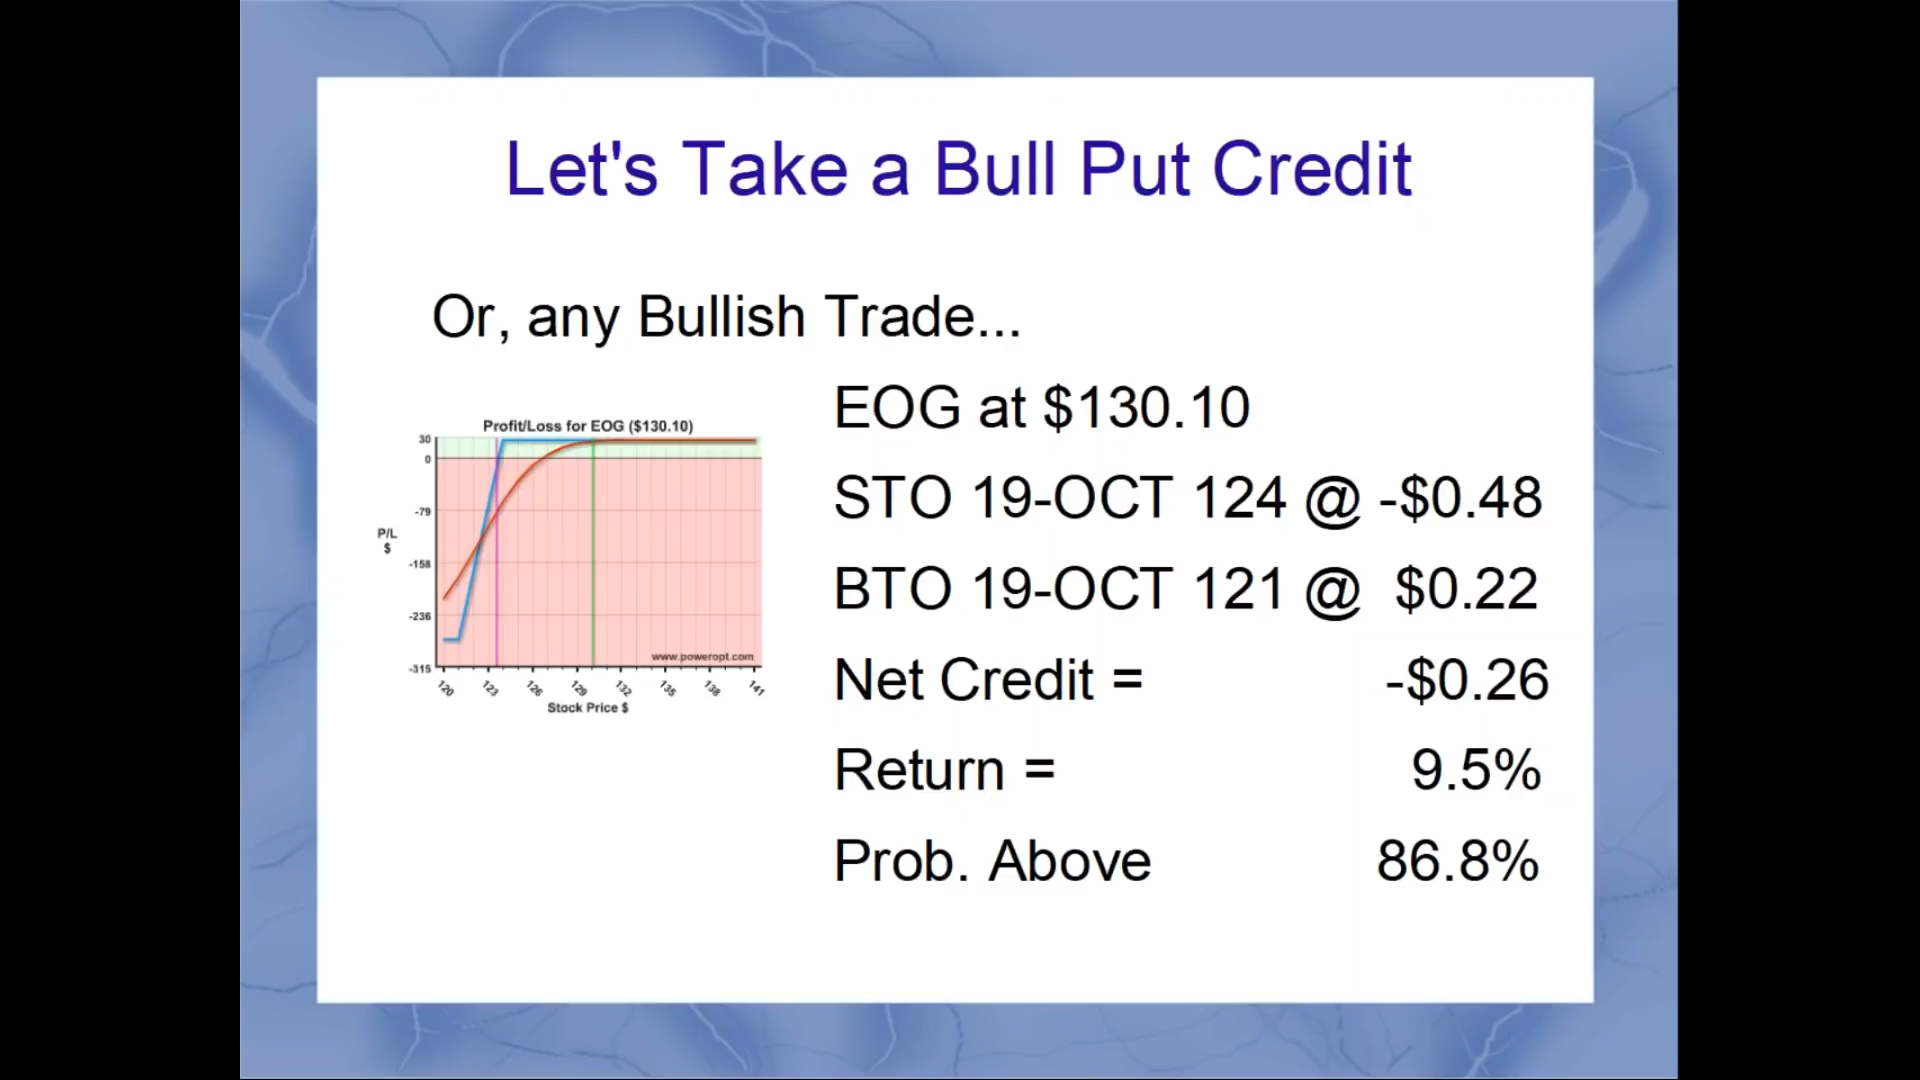 Let's Take a Bull Put Credit
Or, any Bullish Trade...
EOG at $130.10
STO 19-OCT 124 @ -$0.48
BTO 19-OCT 121 @ $0.22
Net Credit = -$0.26
Return = 9.5%
Prob. Above 86.8%
Profit/Loss for EOG ($130.10)
30
0
-79
-158
-236
-315
P/L
$
www.poweropt.com
120 123 126 129 132 135 138 141
Stock Price $